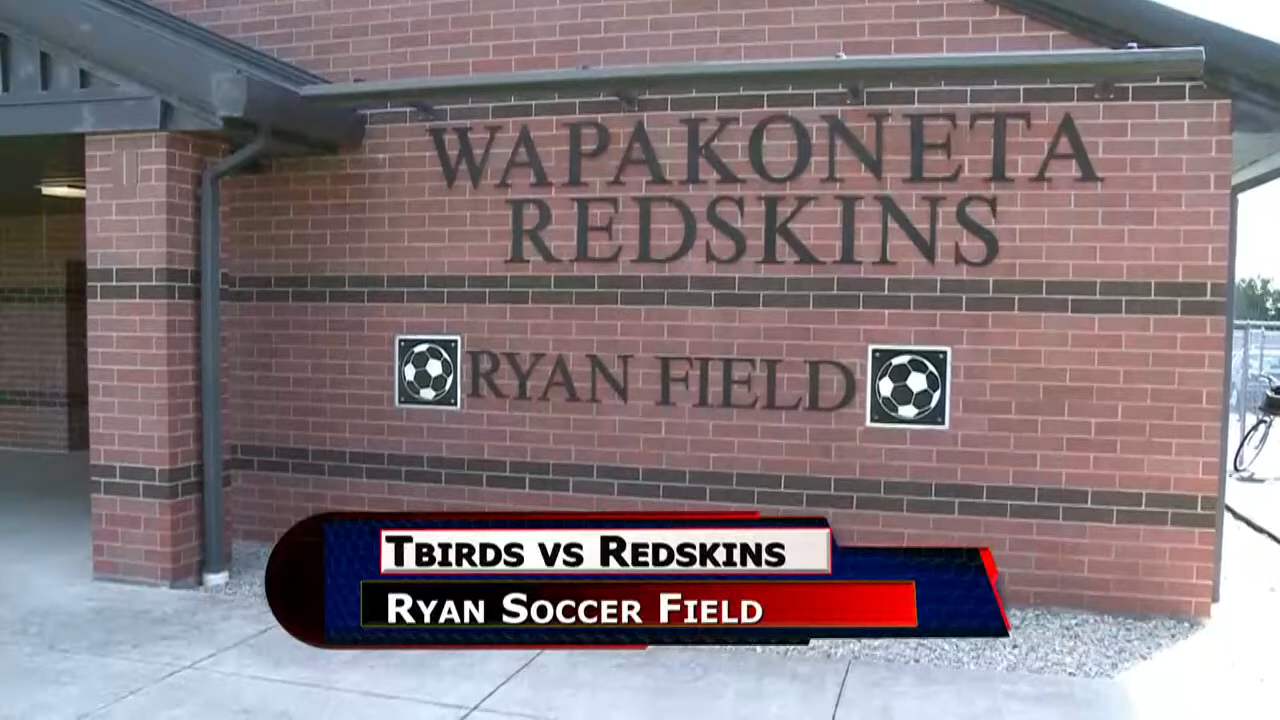 WAPAKONETA
REDSKINS
RYAN FIELD
TBIRDS VS REDSKINS
RYAN SOCCER FIELD